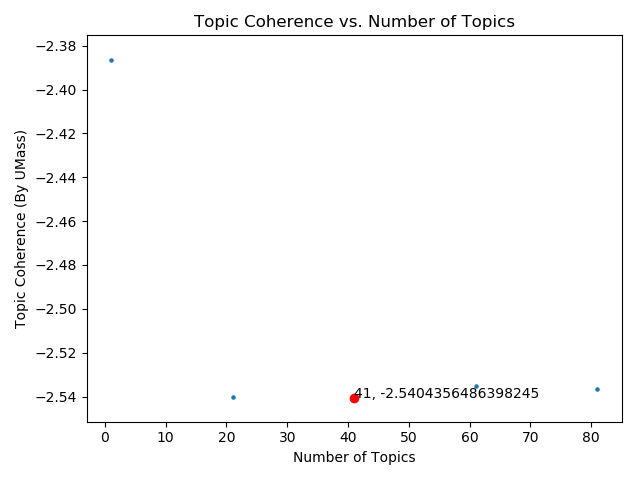 Topic Coherence vs. Number of Topics
Topic Coherence (By UMass)
−2.38
−2.40
−2.42
−2.44
−2.46
−2.48
−2.50
−2.52
−2.54
41, -2.5404356486398245
0 10 20 30 40 50 60 70 80
Number of Topics